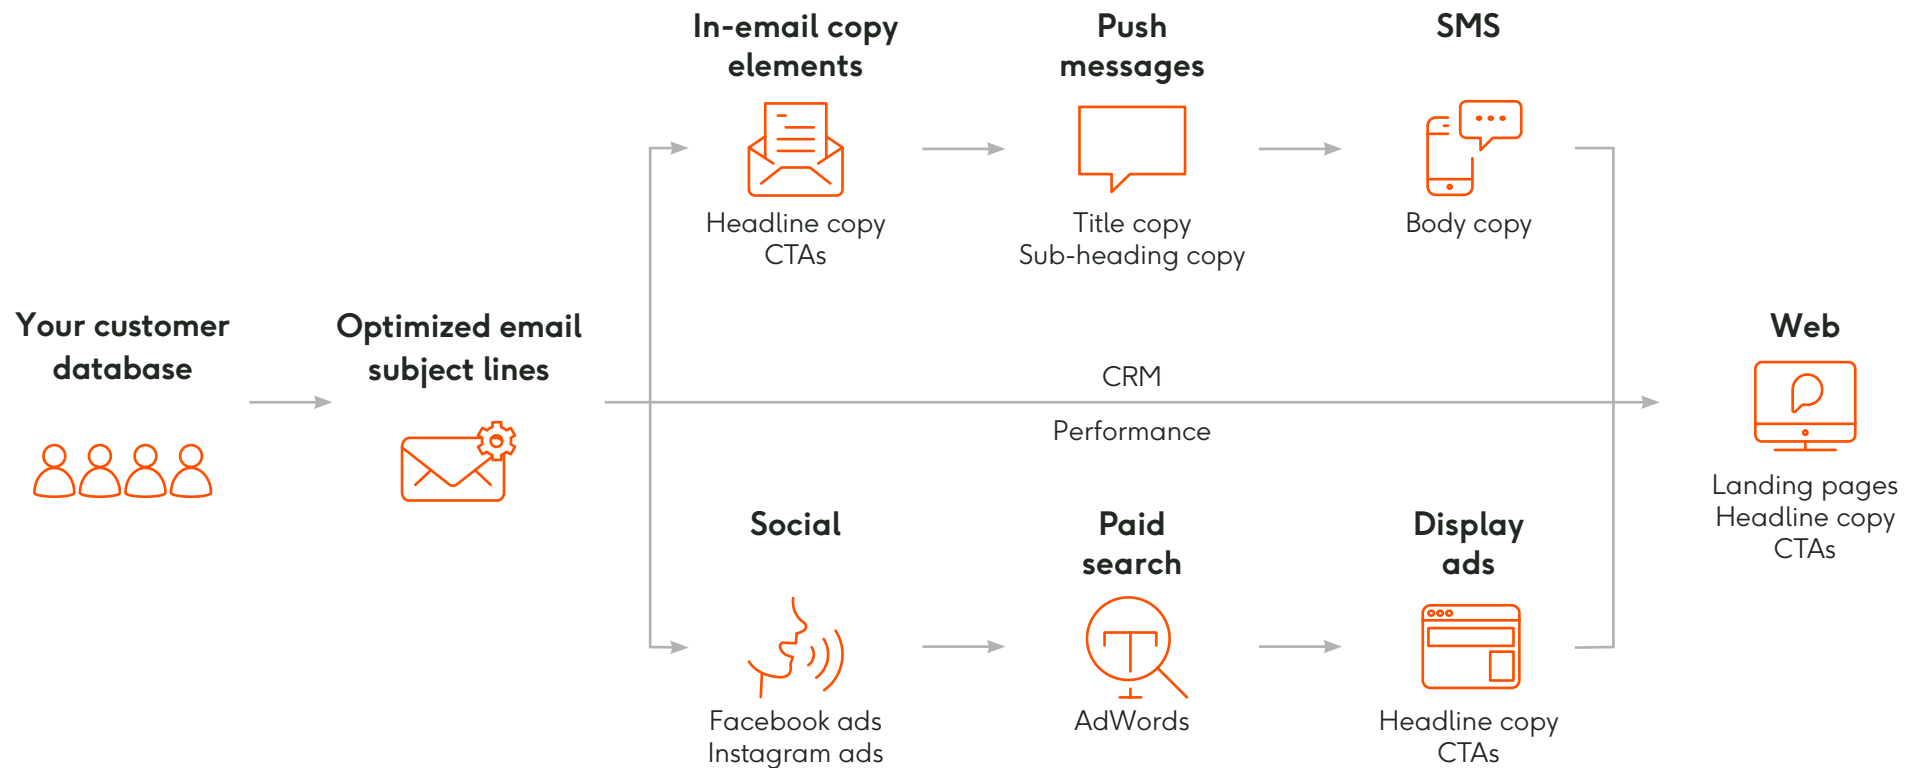 Your customer
database
Optimized email
subject lines
In-email copy
elements
Headline copy
CTAs
Push
messages
Title copy
Sub-heading copy
SMS
Body copy
CRM
Performance
Social
Facebook ads
Instagram ads
Paid
search
AdWords
Display
ads
Headline copy
CTAs
Web
Landing pages
Headline copy
CTAs